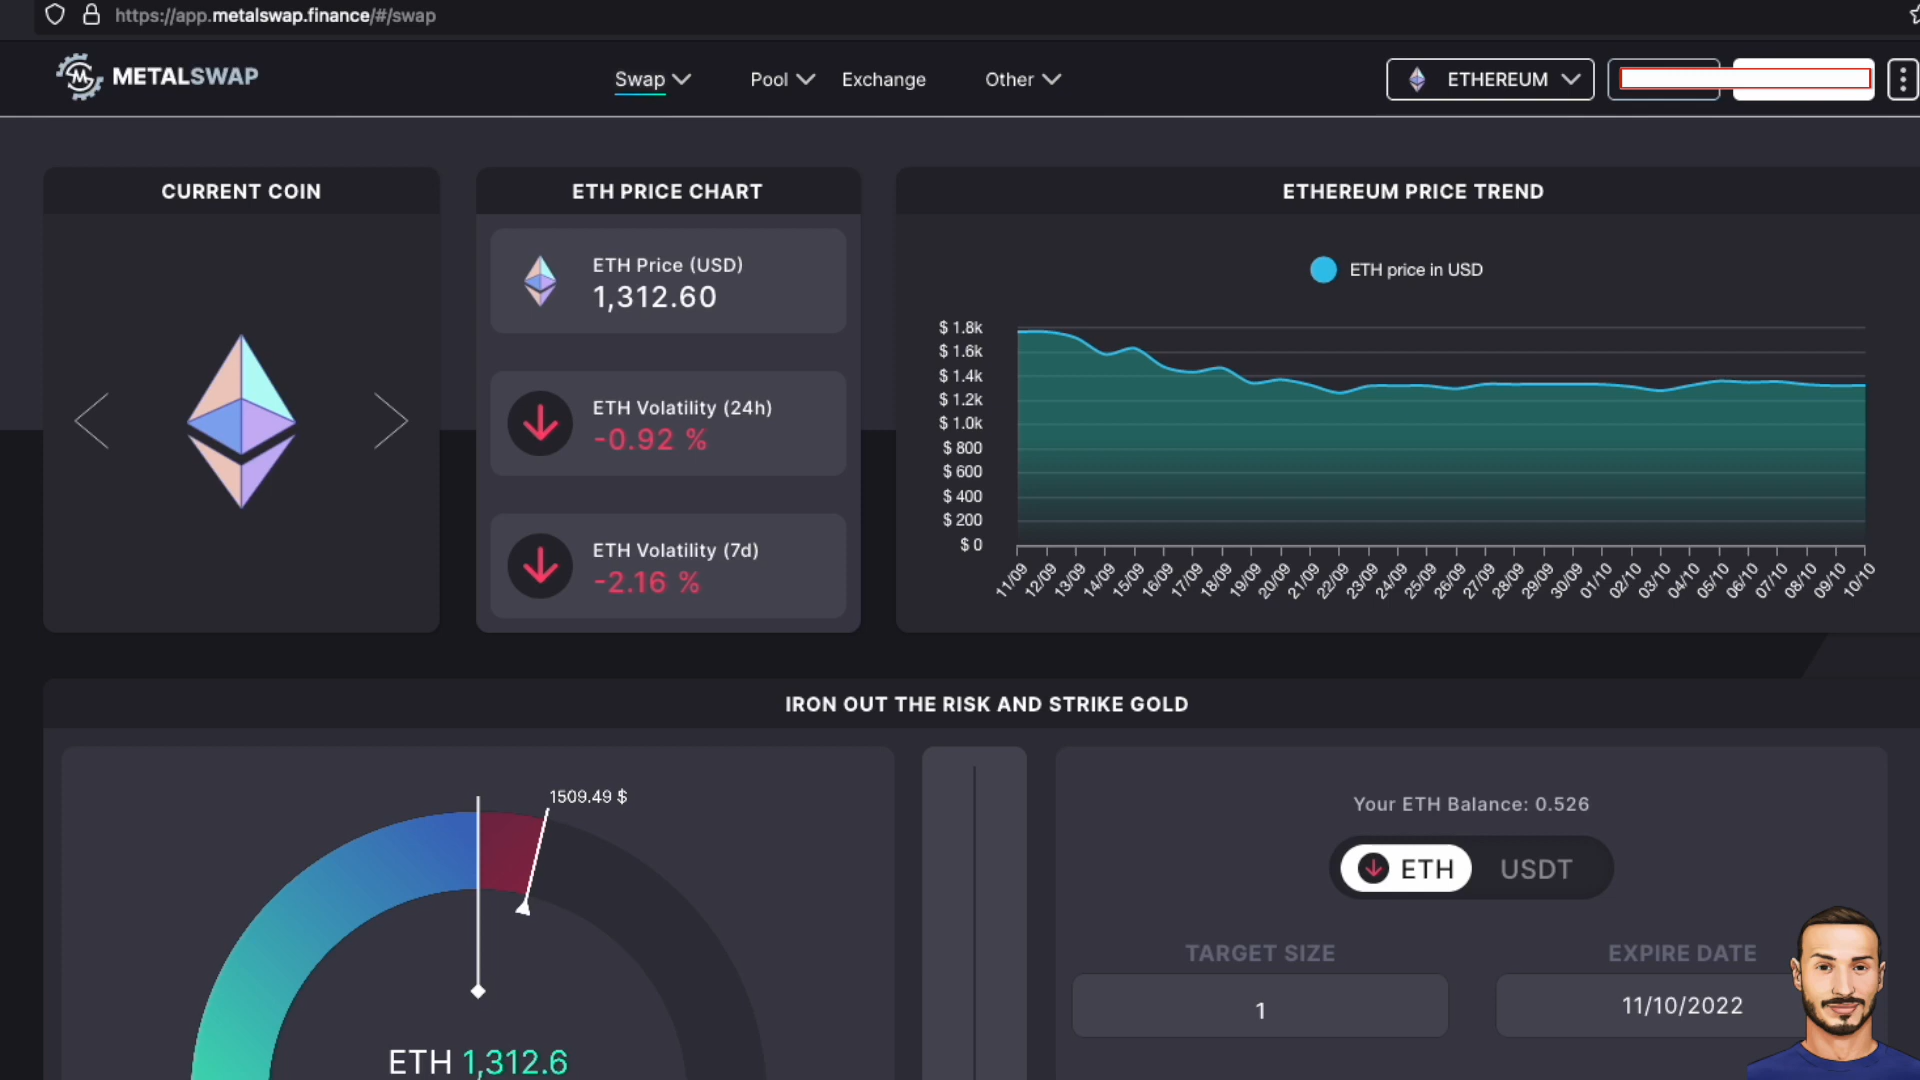 https://app.metalswap.finance/#/swap
METALSWAP
Swap
Pool
Exchange
Other
ETHEREUM
CURRENT COIN
ETH PRICE CHART
ETH Price (USD)
1,312.60
ETH Volatility (24h)
-0.92 %
ETH Volatility (7d)
-2.16 %
ETHEREUM PRICE TREND
ETH price in USD
$ 1.8k
$ 1.6k
$ 1.4k
$ 1.2k
$ 1.0k
$ 800
$ 600
$ 400
$ 200
$ 0
11/09 12/09 13/09 14/09 15/09 16/09 17/09 18/09 19/09 20/09 21/09 22/09 23/09 24/09 25/09 26/09 27/09 28/09 29/09 30/09 01/10 02/10 03/10 04/10 05/10 06/10 07/10 08/10 09/10 10/10
IRON OUT THE RISK AND STRIKE GOLD
1509.49 $
ETH 1,312.6
Your ETH Balance: 0.526
ETH USDT
TARGET SIZE
1
EXPIRE DATE
11/10/2022